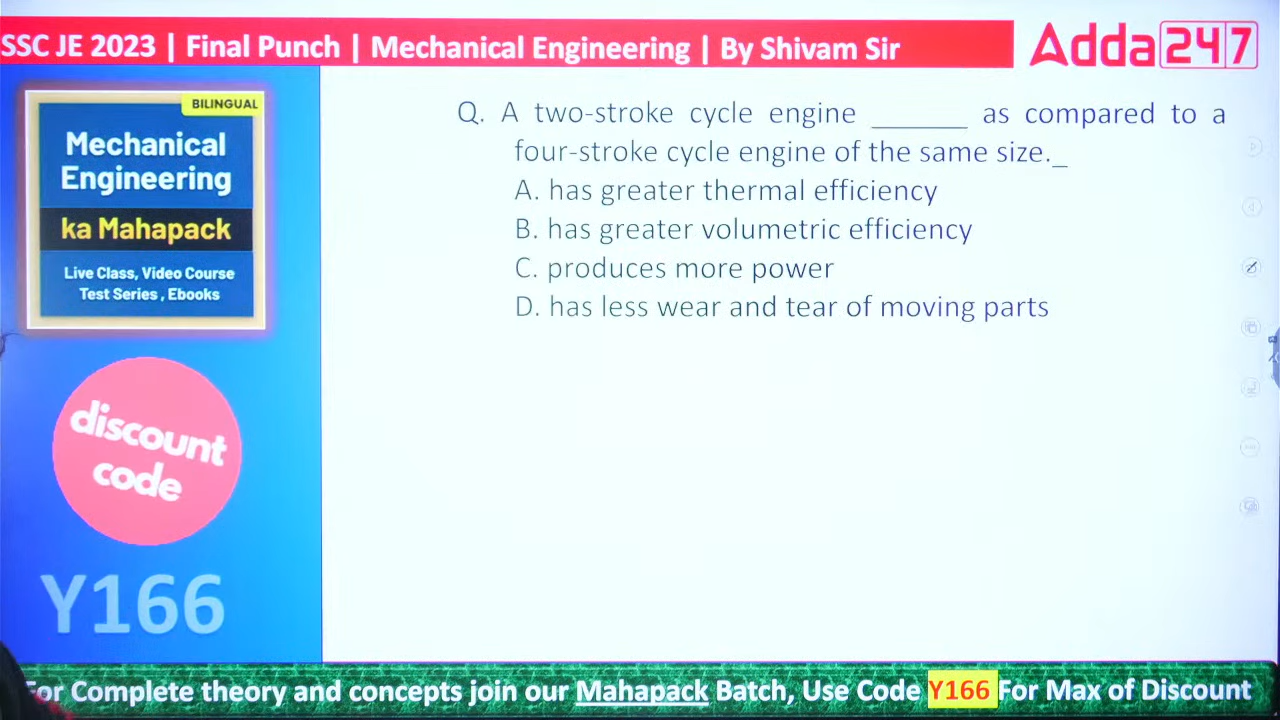 SSC JE 2023 | Final Punch | Mechanical Engineering | By Shivam Sir
Adda247
BILINGUAL
Mechanical
Engineering
ka Mahapack
Live Class, Video Course
Test Series , Ebooks
discount
code
Y166
Q. A two-stroke cycle engine _______ as compared to a
four-stroke cycle engine of the same size._
A. has greater thermal efficiency
B. has greater volumetric efficiency
C. produces more power
D. has less wear and tear of moving parts
For Complete theory and concepts join our Mahapack Batch, Use Code Y166 For Max of Discount